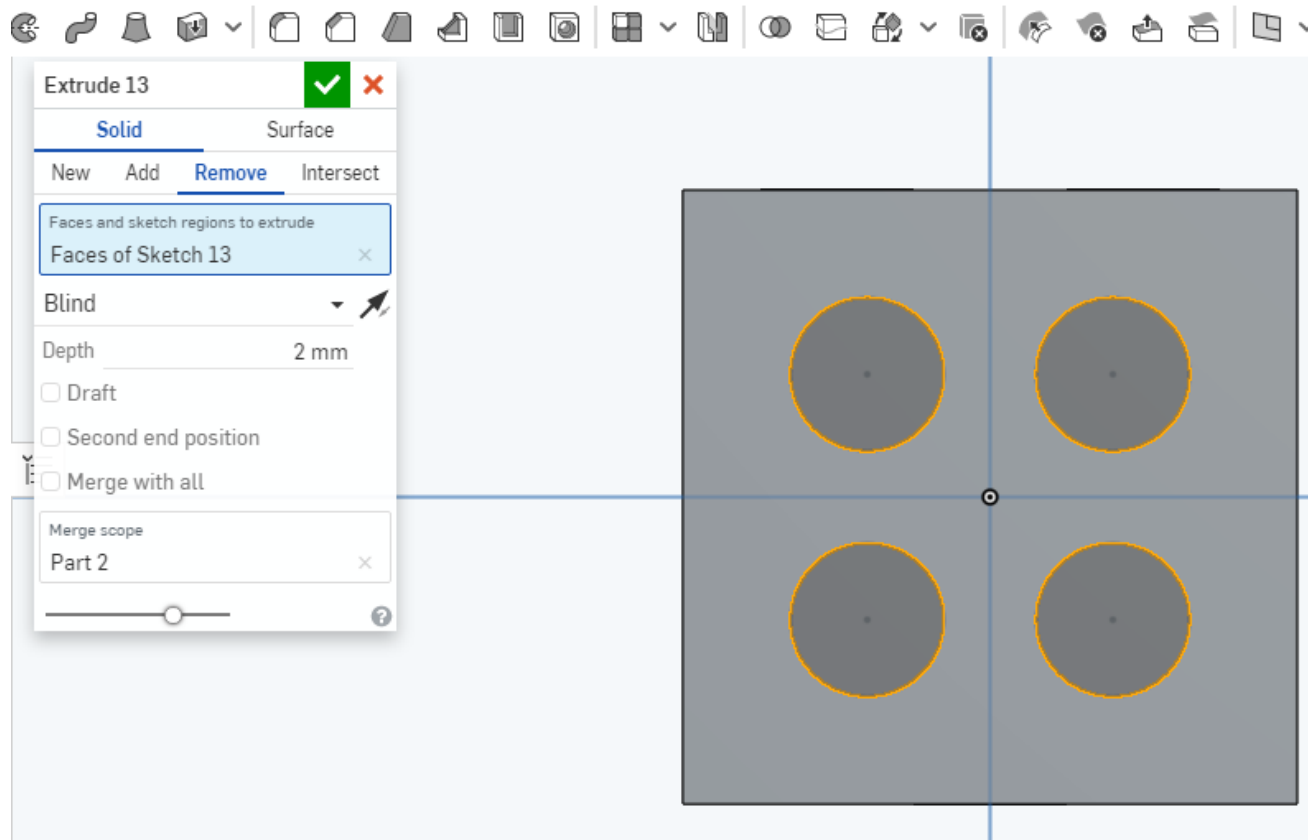 Extrude 13
Solid Surface
New Add Remove Intersect
Faces and sketch regions to extrude
Faces of Sketch 13
Blind
Depth 2 mm
Draft
Second end position
Merge with all
Merge scope
Part 2